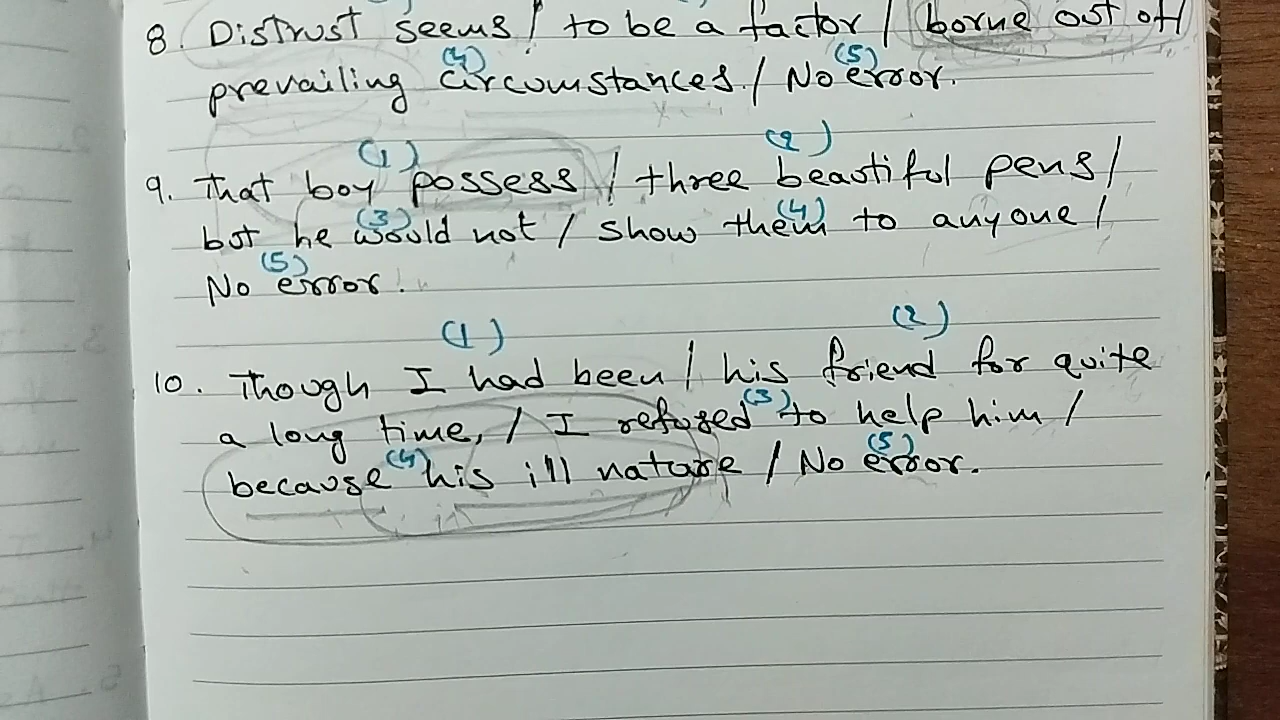 8. Distrust seems / to be a factor / borne out of /
(4) (5)
prevailing circumstances. / No error.
(1) (2)
9. That boy possess / three beautiful pens /
(3) (4)
but he would not / show them to anyone /
(5)
No error.
(1) (2)
10. Though I had been / his friend for quite
(3)
a long time, / I refused to help him /
(4) (5)
because his ill nature / No error.